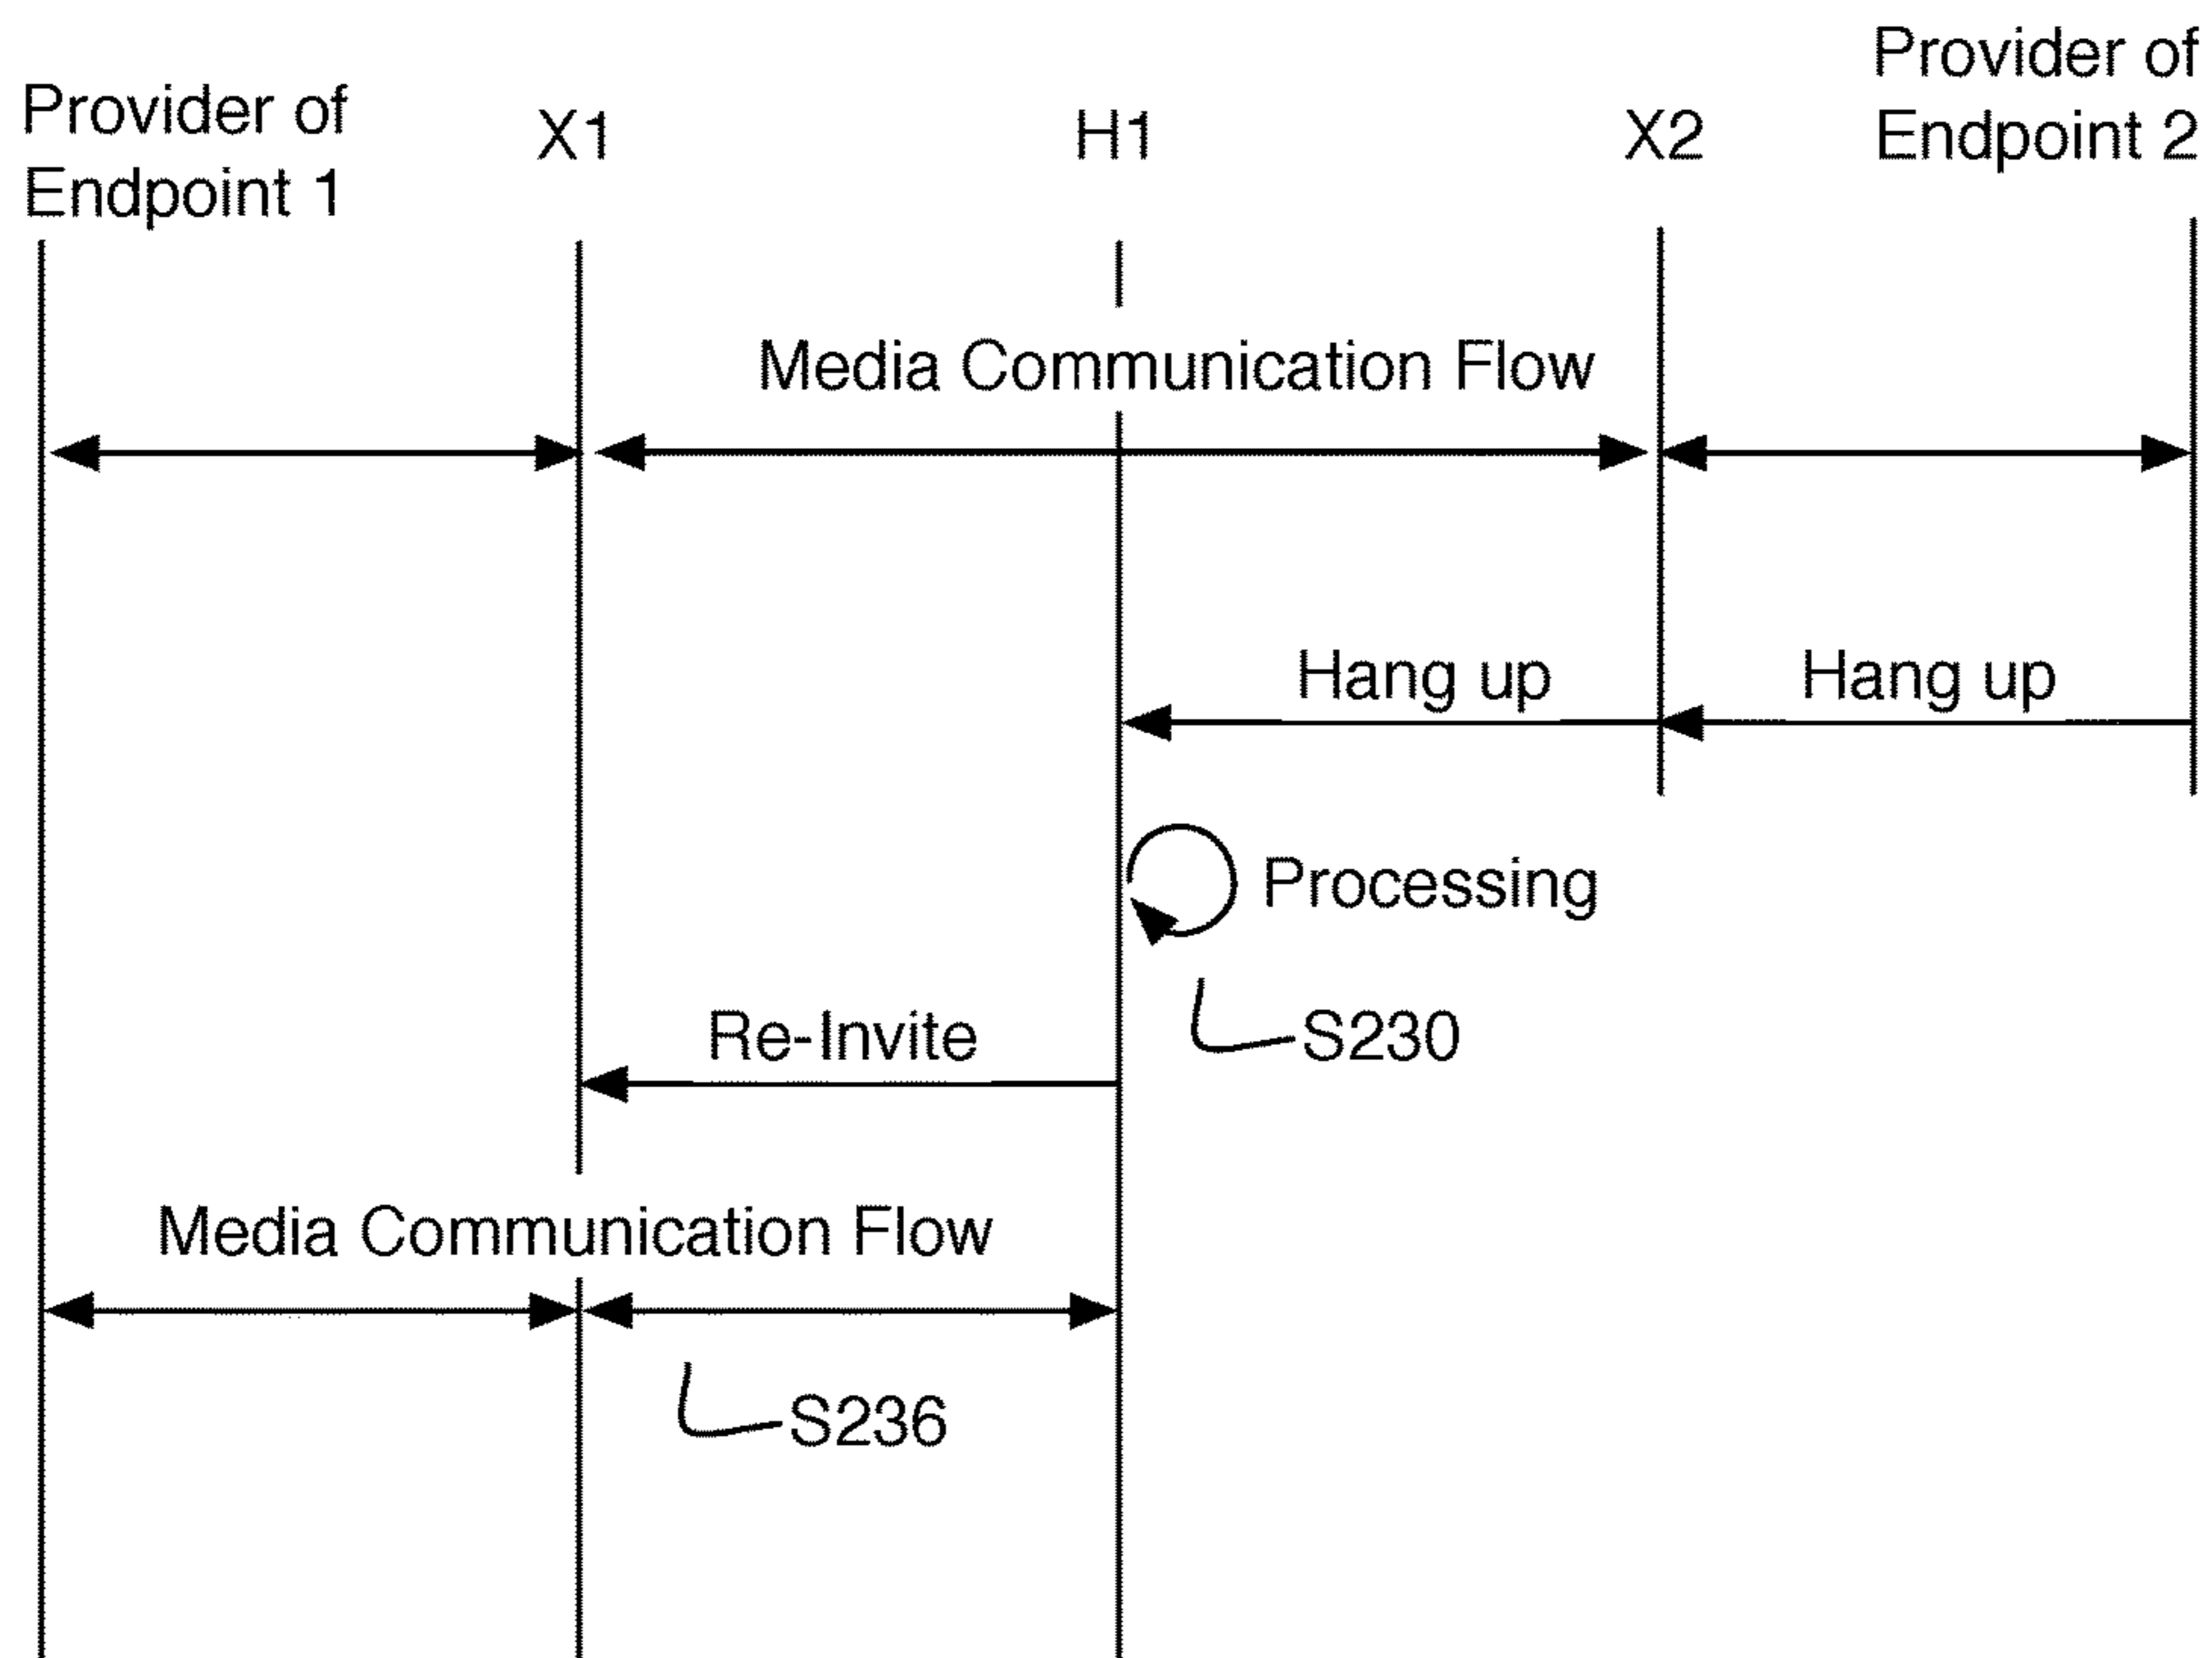 Provider of
Endpoint 1
X1
H1
X2
Provider of
Endpoint 2
Media Communication Flow
Hang up
Hang up
Processing
S230
Re-Invite
Media Communication Flow
S236